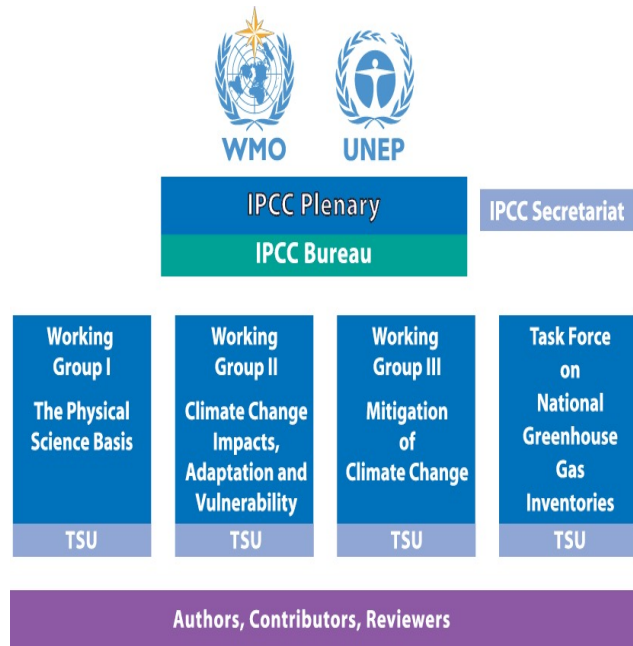 WMO
UNEP
IPCC Plenary
IPCC Secretariat
IPCC Bureau
Working
Group I
The Physical
Science Basis
TSU
Working
Group II
Climate Change
Impacts,
Adaptation and
Vulnerability
TSU
Working
Group III
Mitigation
of
Climate Change
TSU
Task Force
on
National
Greenhouse
Gas
Inventories
TSU
Authors, Contributors, Reviewers